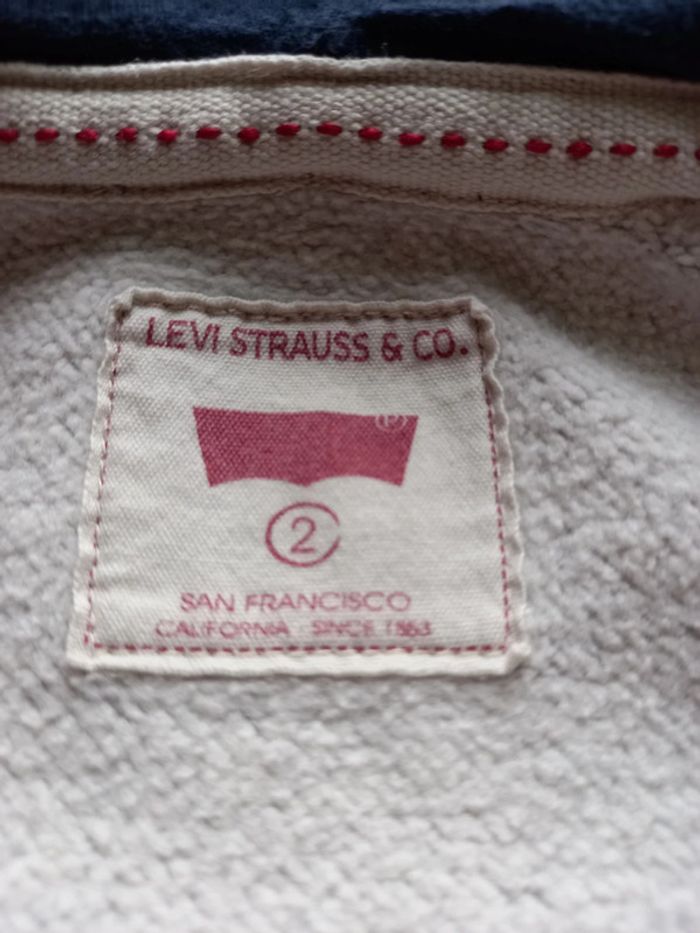 LEVI STRAUSS & CO.
®
2
SAN FRANCISCO
CALIFORNIA SINCE 1853